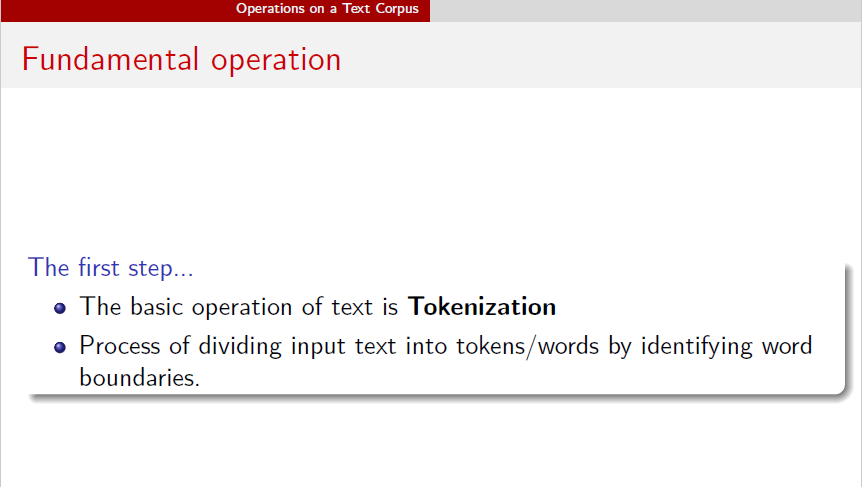 Operations on a Text Corpus
Fundamental operation
The first step...
The basic operation of text is Tokenization
Process of dividing input text into tokens/words by identifying word
boundaries.